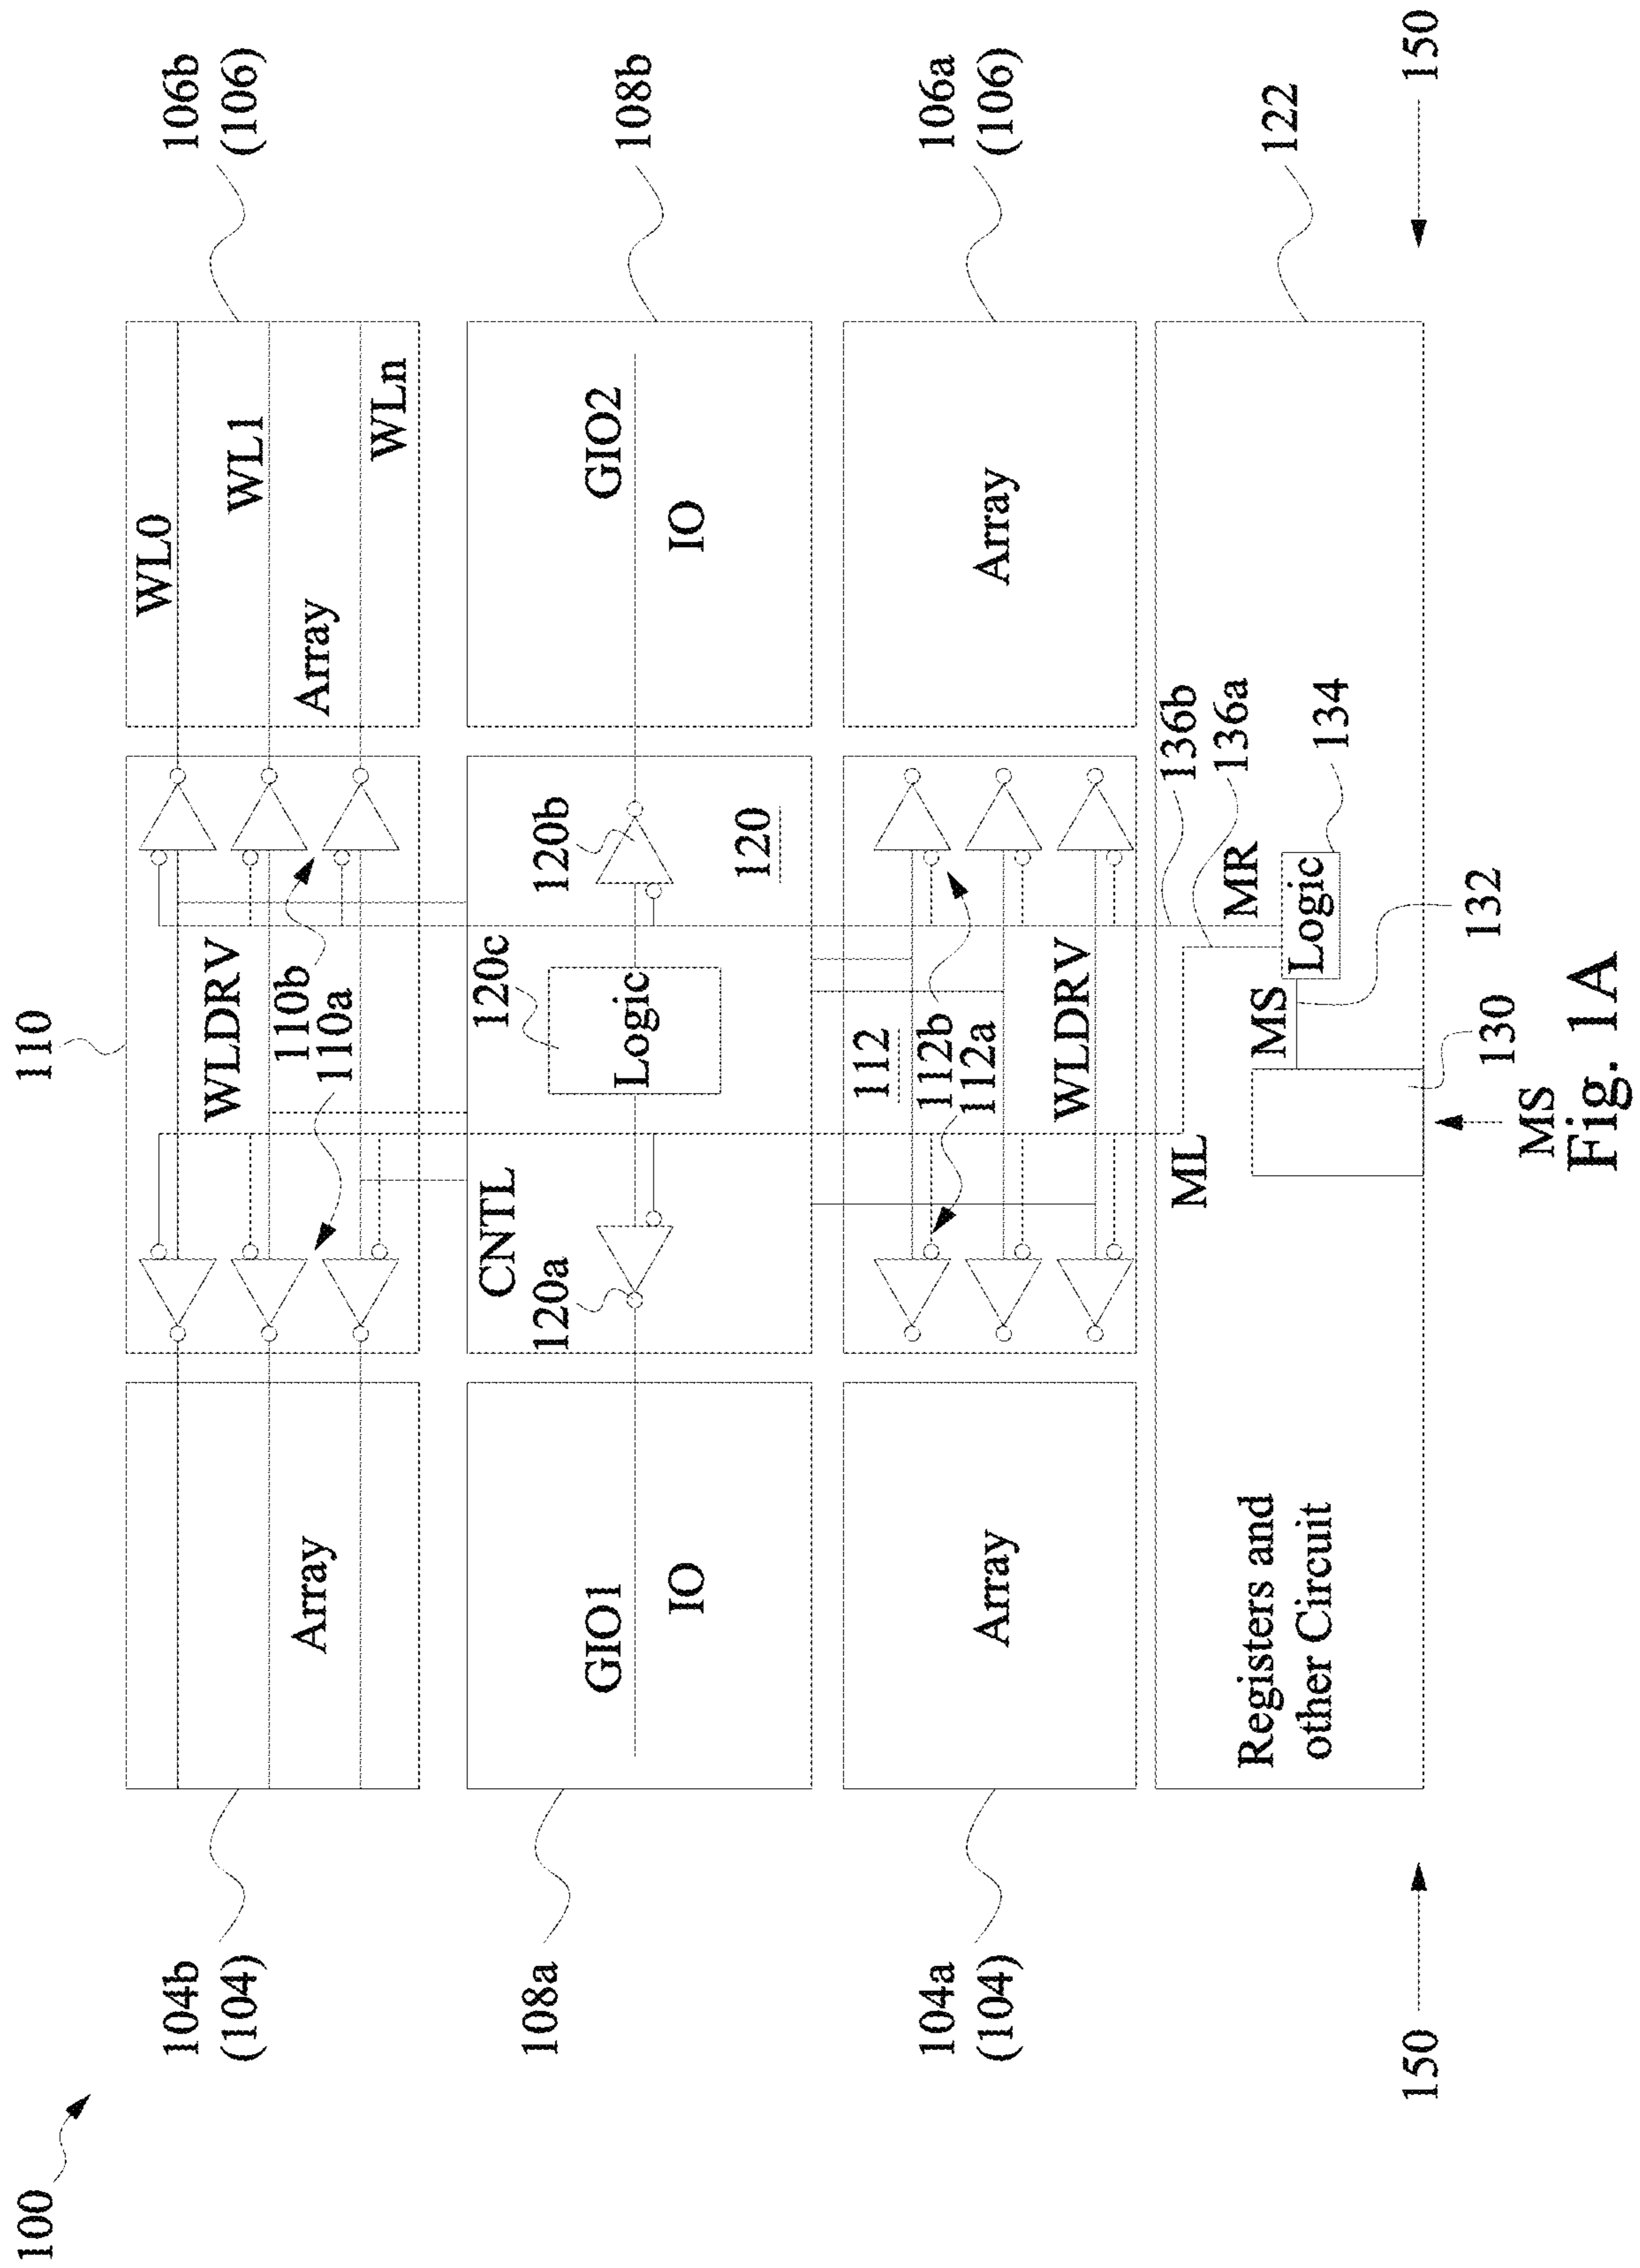 100
110
104b
(104)
106b
(106)
WL0
WLDRV
WL1
110b
Array
Array
110a
WLn
CNTL
120c
120a
120b
GIO1
GIO2
108a
108b
Logic
IO
IO
120
112
104a
(104)
106a
(106)
112b
Array
Array
112a
WLDRV
136b
ML
136a
MR
Registers and
other Circuit
MS
Logic
134
122
132
130
150
150
MS
Fig. 1A